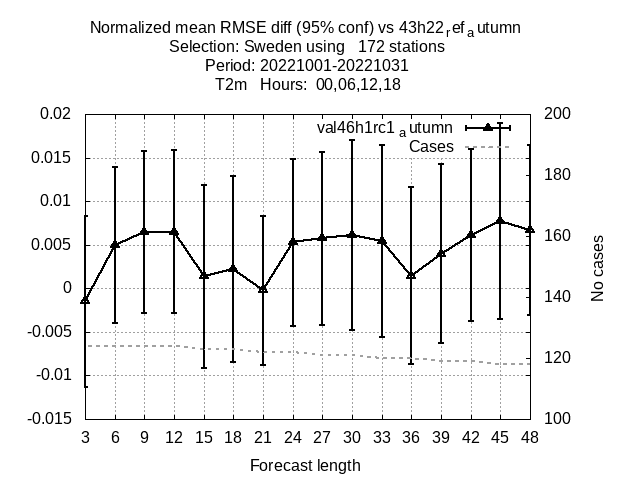 Normalized mean RMSE diff (95% conf) vs 43h22refautumn
Selection: Sweden using 172 stations
Period: 20221001-20221031
T2m Hours: 00,06,12,18
val46h1rc1autumn
Cases
0.02
0.015
0.01
0.005
0
-0.005
-0.01
-0.015
200
180
160
140
120
100
No cases
3 6 9 12 15 18 21 24 27 30 33 36 39 42 45 48
Forecast length